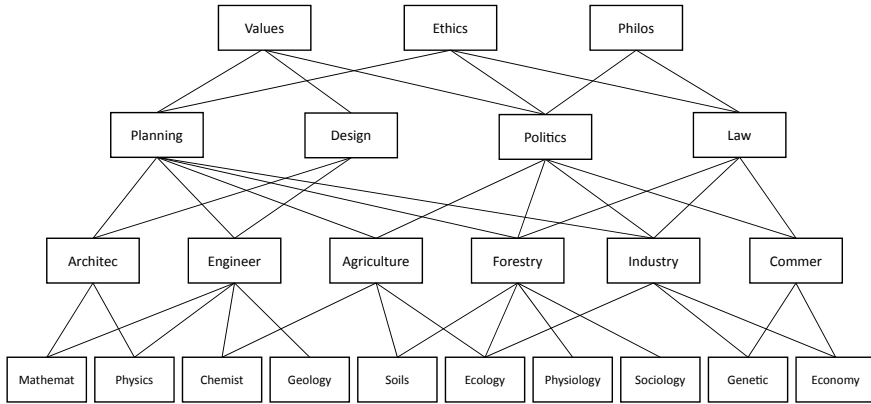 Values
Ethics
Philos
Planning
Design
Politics
Law
Architec
Engineer
Agriculture
Forestry
Industry
Commer
Mathemat
Physics
Chemist
Geology
Soils
Ecology
Physiology
Sociology
Genetic
Economy